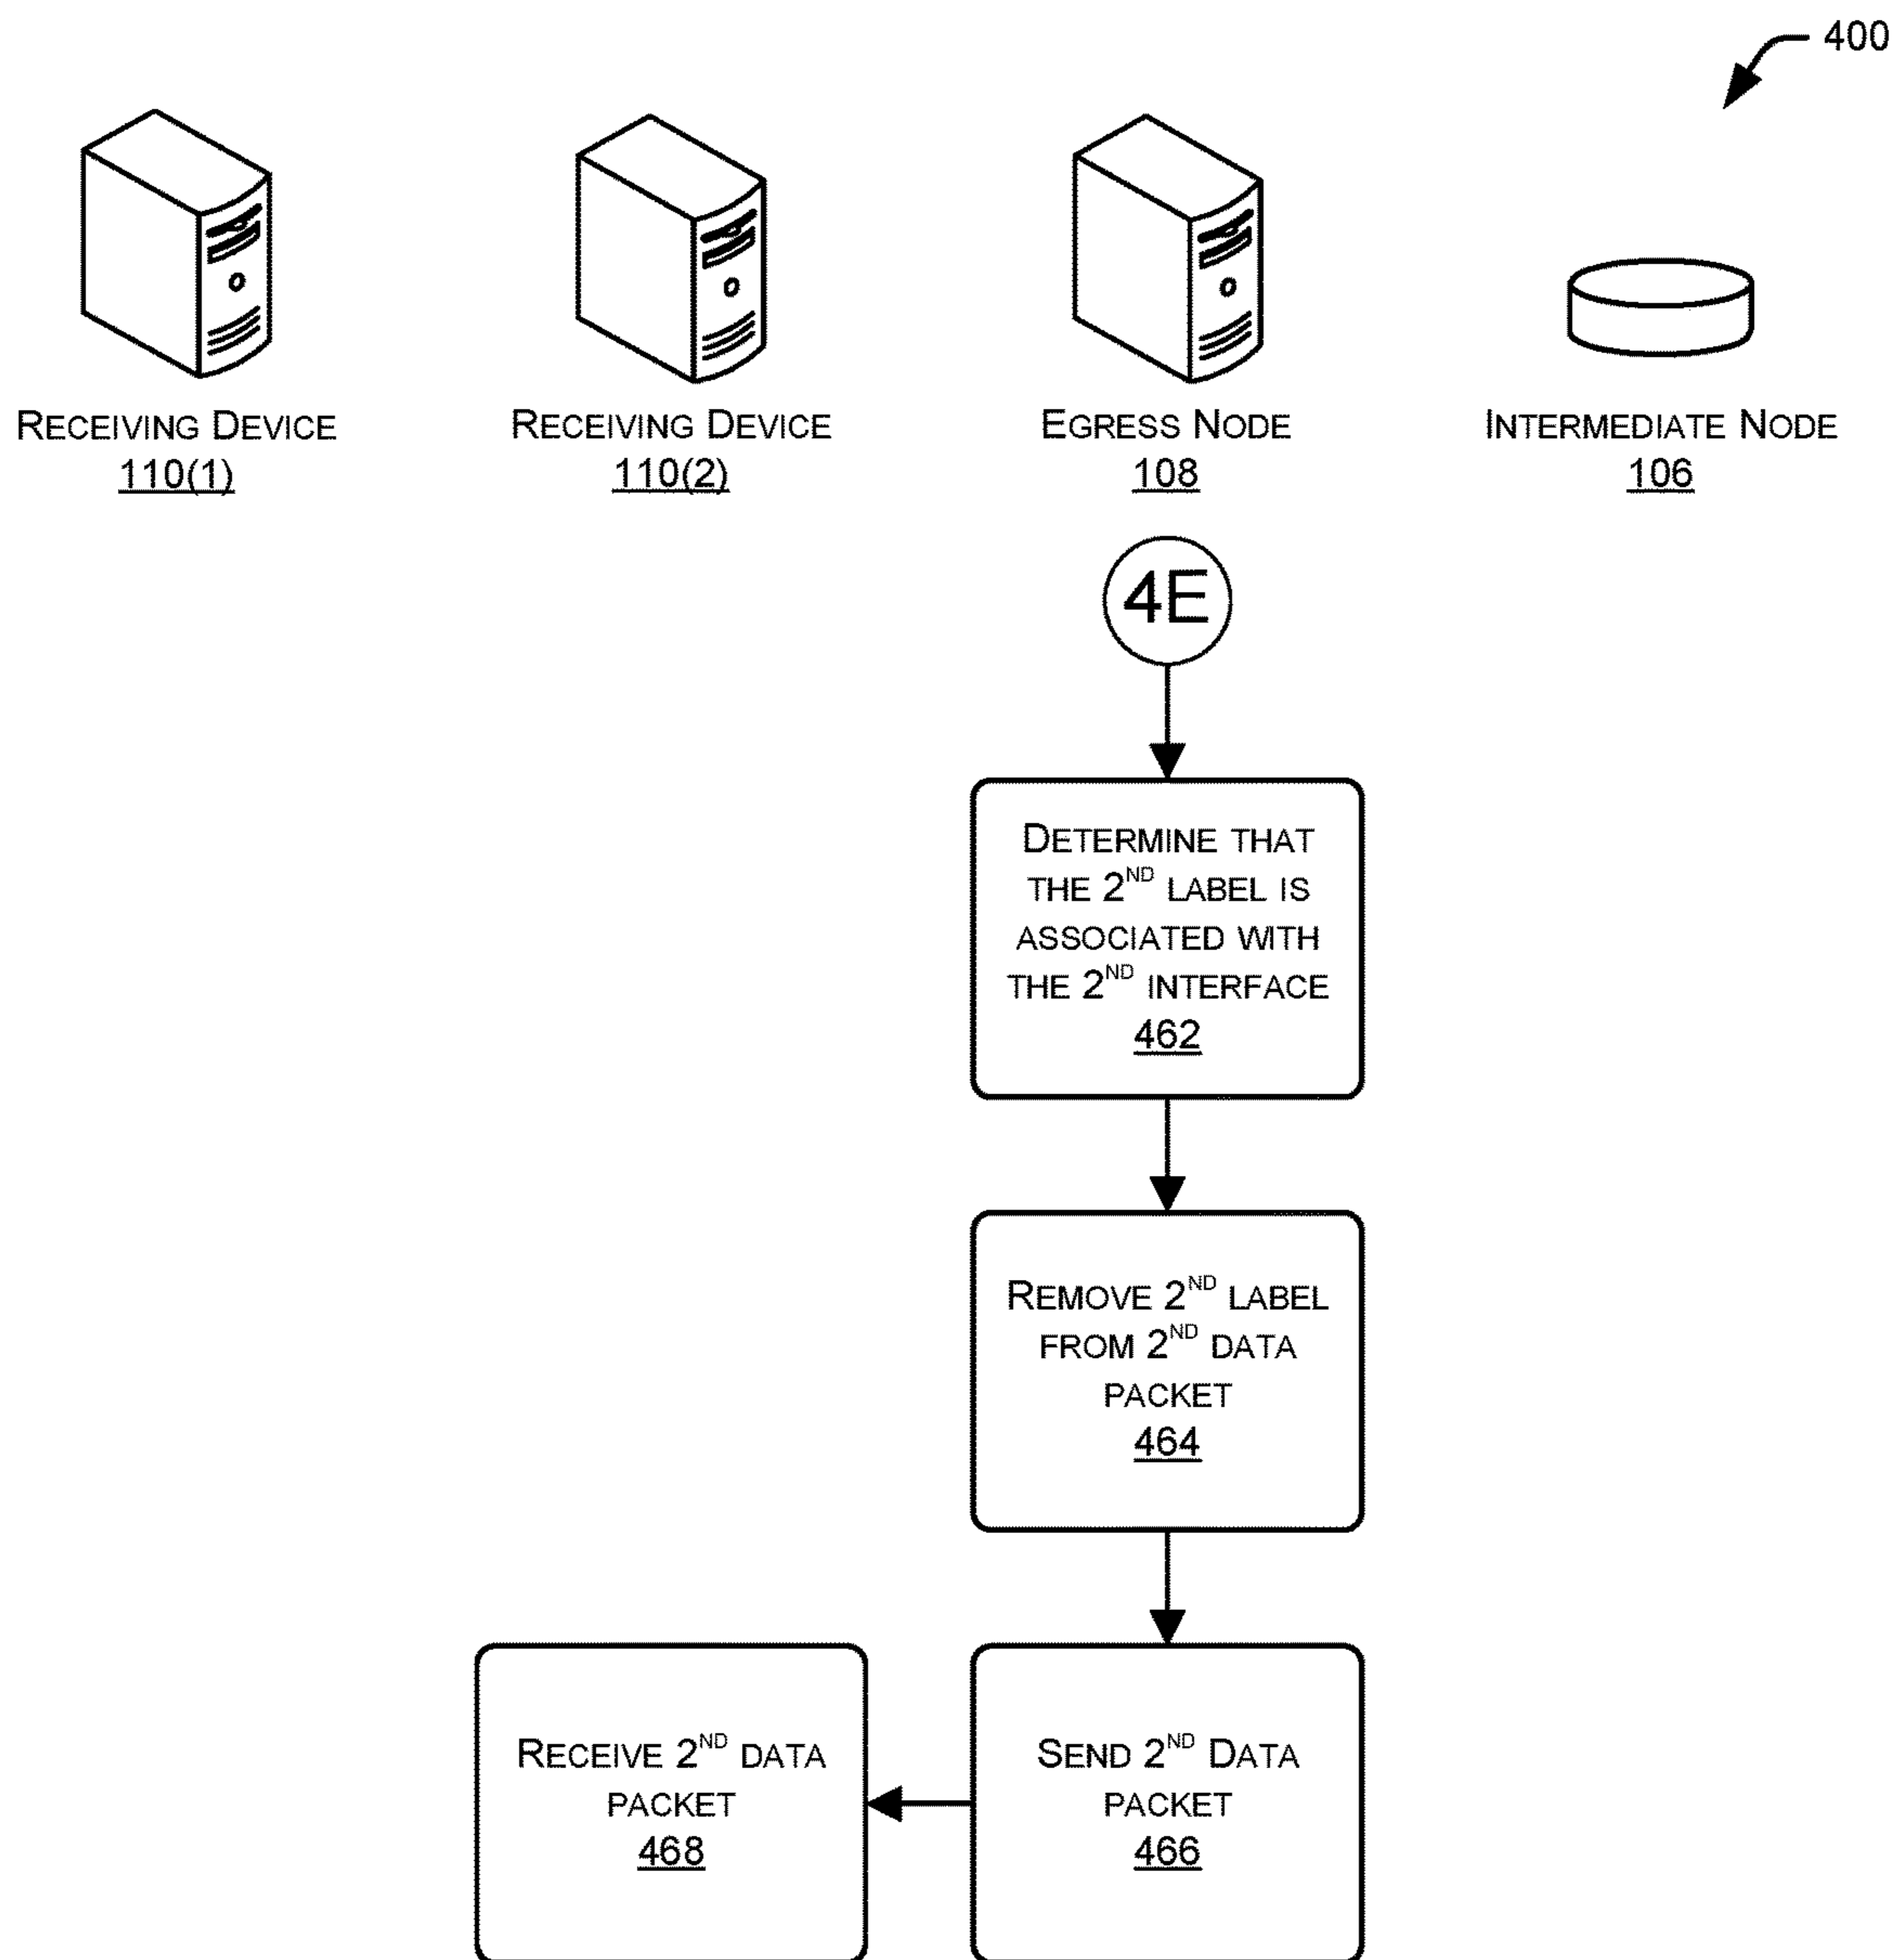 400
RECEIVING DEVICE
110(1)
RECEIVING DEVICE
110(2)
EGRESS NODE
108
INTERMEDIATE NODE
106
4E
DETERMINE THAT
THE 2ND LABEL IS
ASSOCIATED WITH
THE 2ND INTERFACE
462
REMOVE 2ND LABEL
FROM 2ND DATA
PACKET
464
RECEIVE 2ND DATA
PACKET
468
SEND 2ND DATA
PACKET
466